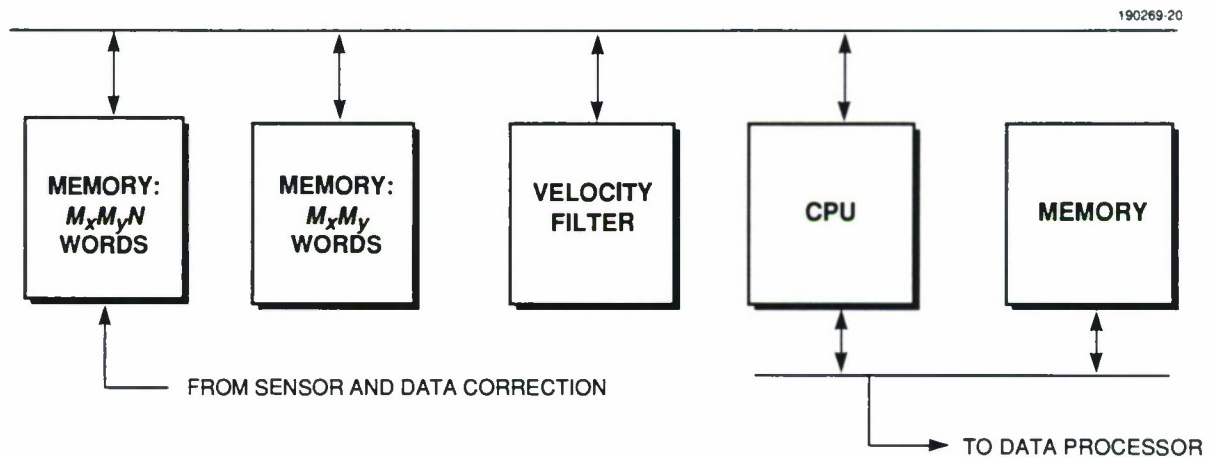 190269-20
MEMORY:
MxMyN
WORDS
MEMORY:
MxMy
WORDS
VELOCITY
FILTER
CPU
MEMORY
FROM SENSOR AND DATA CORRECTION
TO DATA PROCESSOR